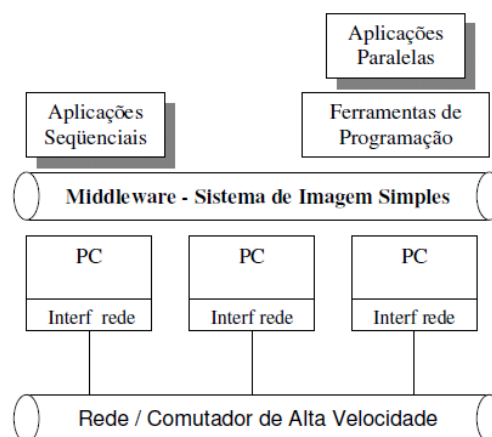 Aplicações
Paralelas
Aplicações
Seqüenciais
Ferramentas de
Programação
Middleware - Sistema de Imagem Simples
PC
PC
PC
Interf rede
Interf rede
Interf rede
Rede / Comutador de Alta Velocidade